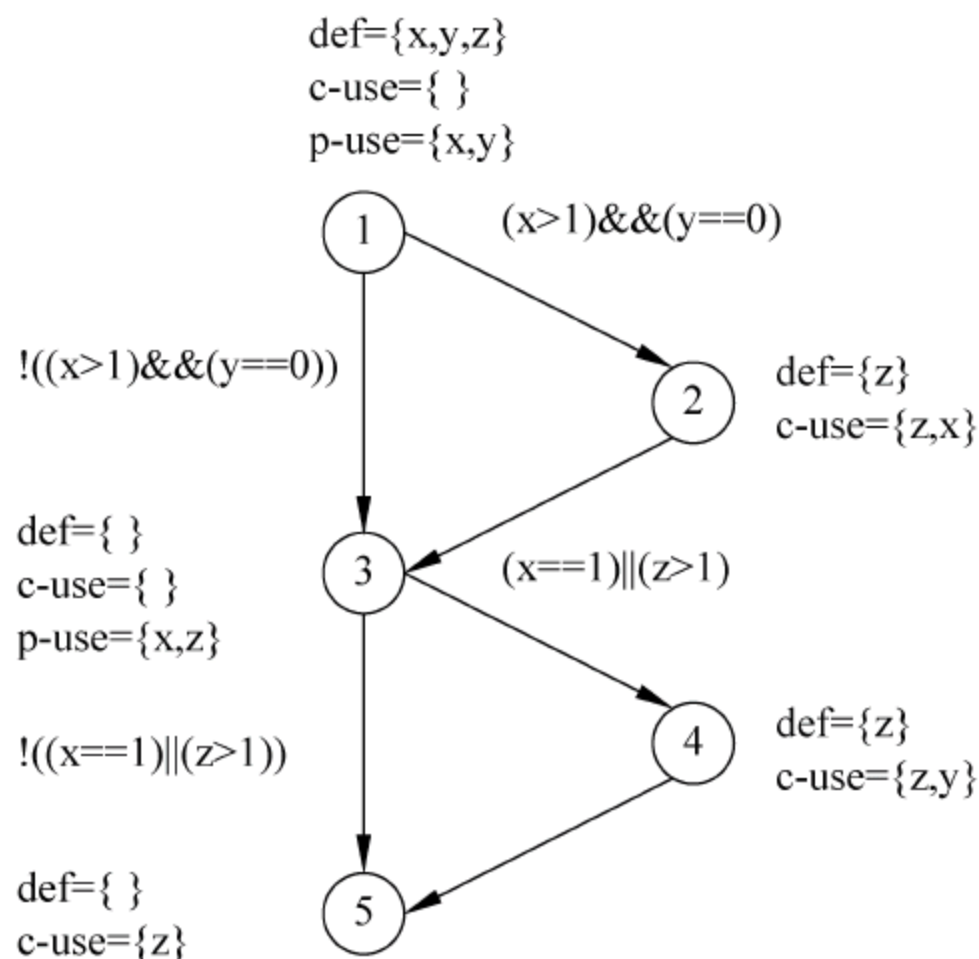 def={x,y,z}
c-use={ }
p-use={x,y}
1
(x>1)&&(y==0)
!((x>1)&&(y==0))
2
def={z}
c-use={z,x}
def={ }
c-use={ }
p-use={x,z}
3
(x==1)||(z>1)
!((x==1)||(z>1))
4
def={z}
c-use={z,y}
def={ }
c-use={z}
5